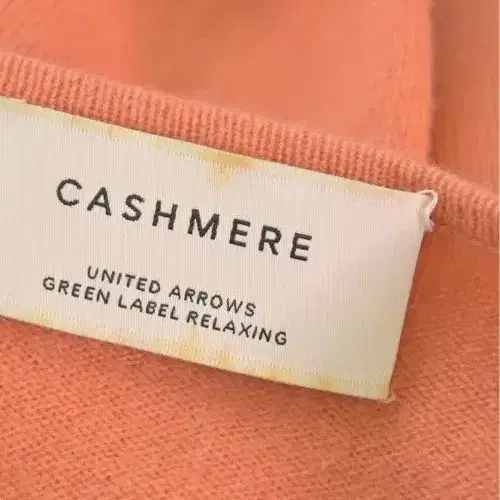 CASHMERE
UNITED ARROWS
GREEN LABEL RELAXING